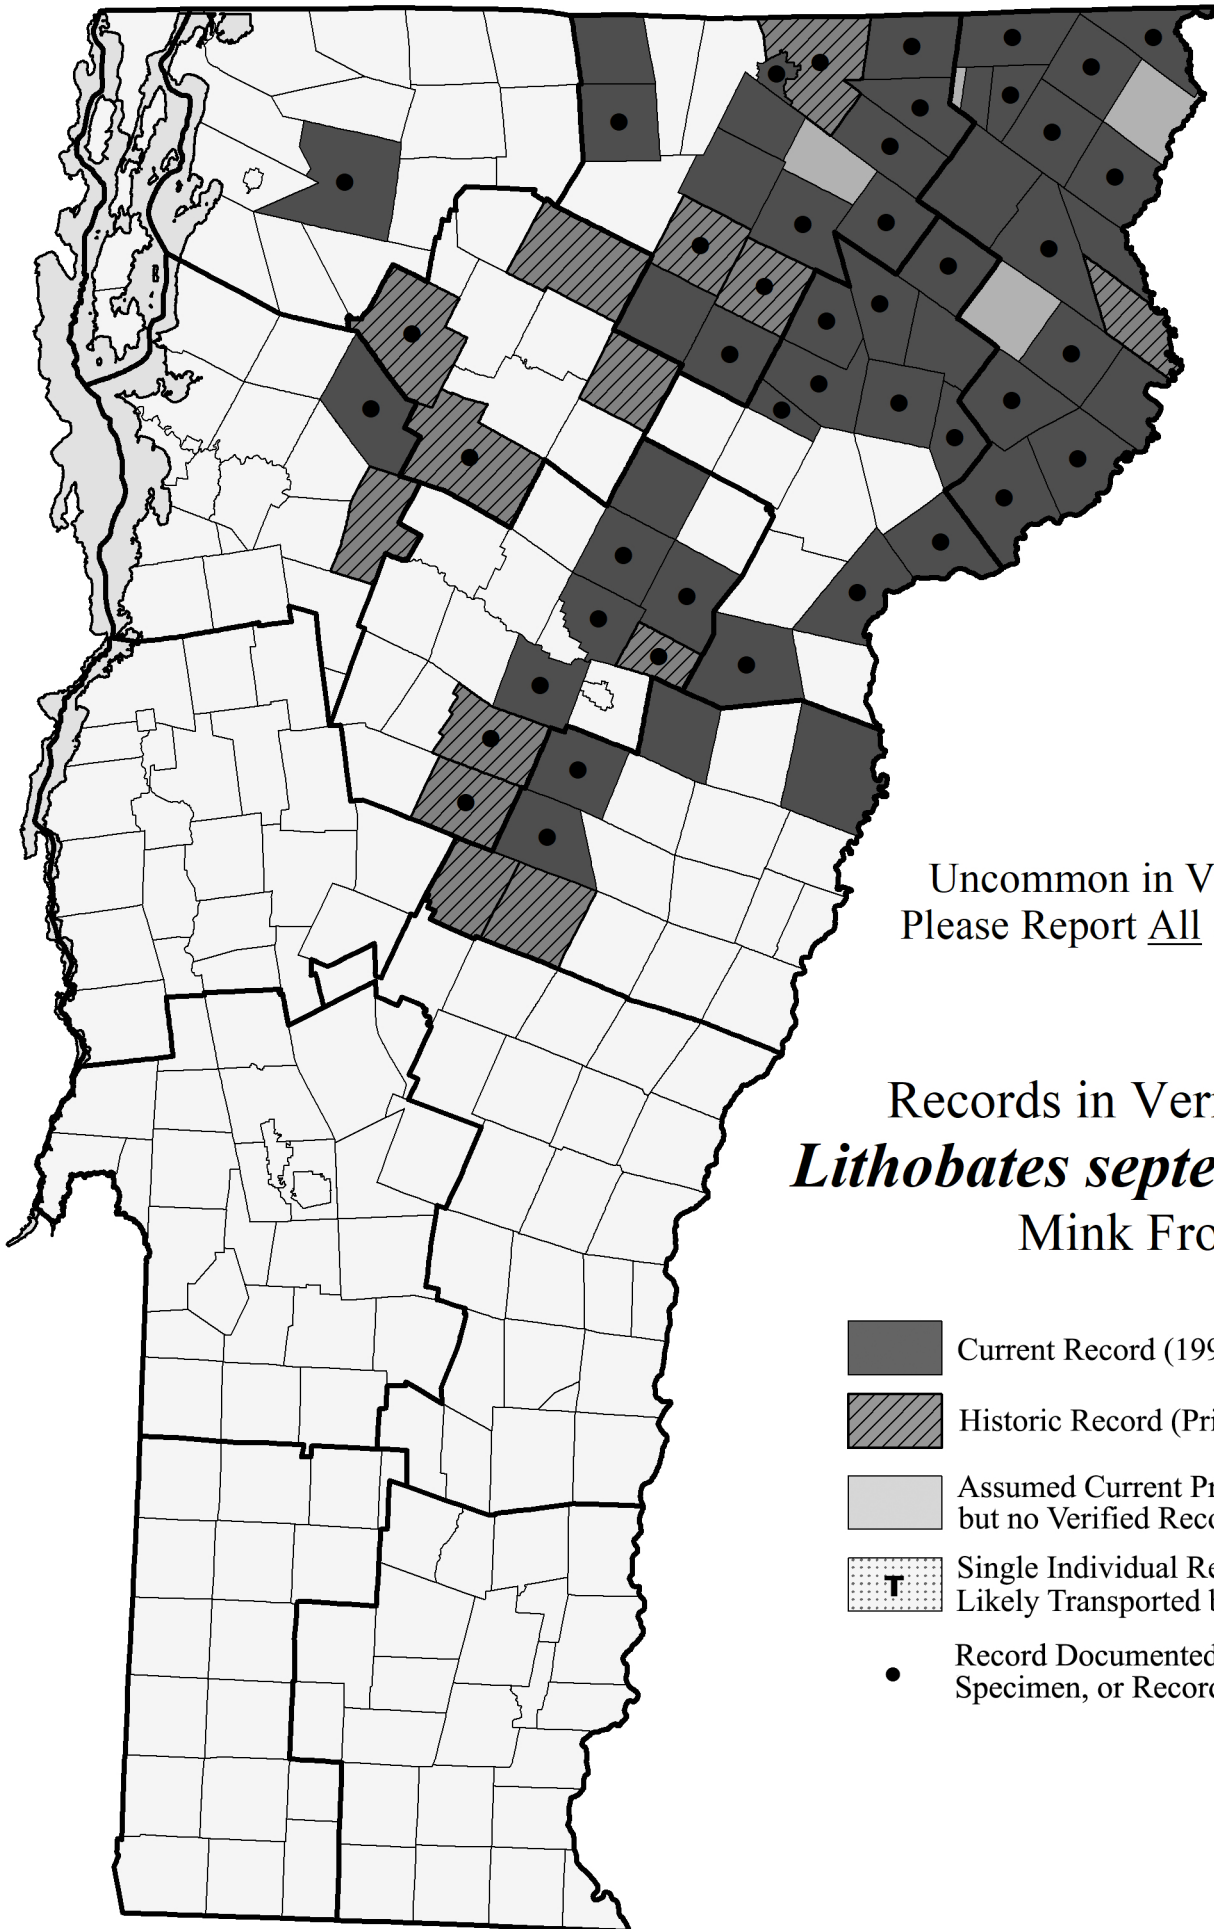 Uncommon in V
Please Report All
Records in Ver
Lithobates septe
Mink Fro
Current Record (199
Historic Record (Pri
Assumed Current Pr
but no Verified Reco
T
Single Individual Re
Likely Transported b
Record Documented
Specimen, or Record